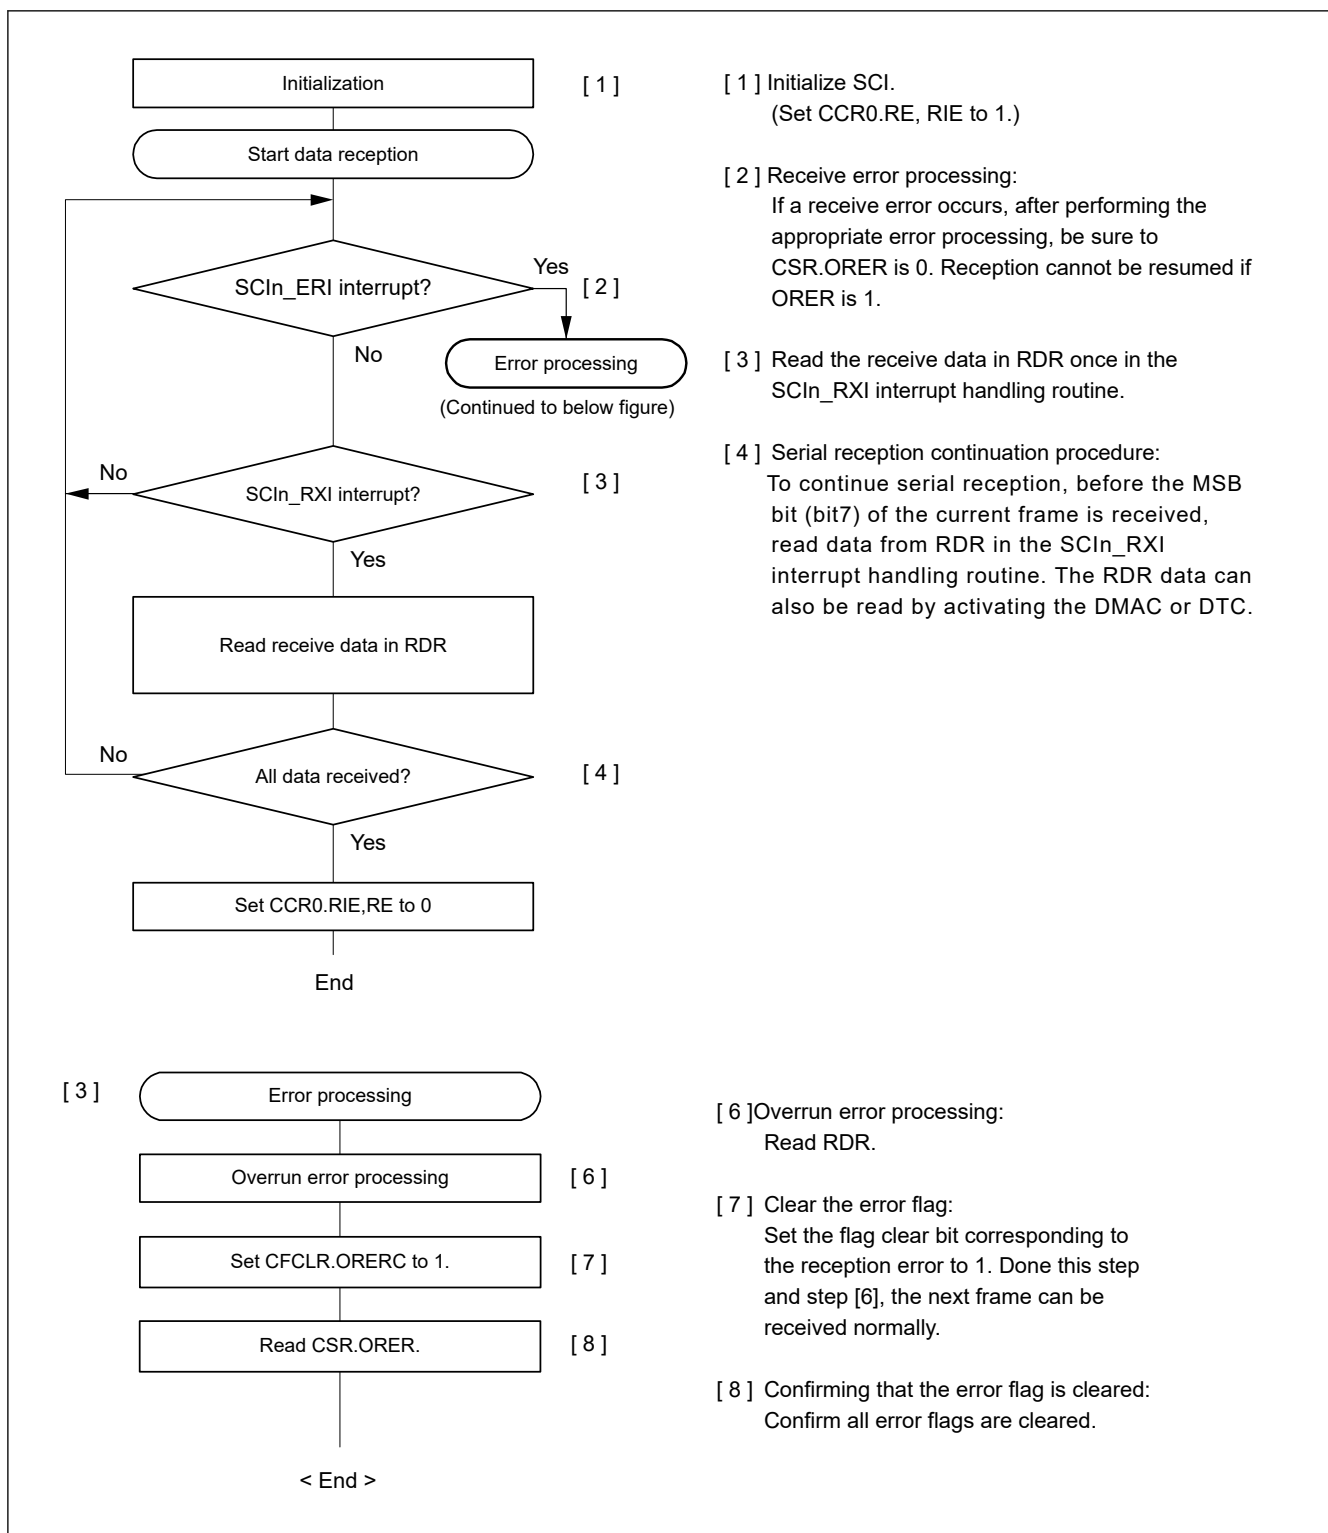 Initialization
[ 1 ]
Start data reception
SCIn_ERI interrupt?
Yes
[ 2 ]
No
Error processing
(Continued to below figure)
No
SCIn_RXI interrupt?
[ 3 ]
Yes
Read receive data in RDR
No
All data received?
[ 4 ]
Yes
Set CCR0.RIE,RE to 0
End
[ 1 ] Initialize SCI.
(Set CCR0.RE, RIE to 1.)
[ 2 ] Receive error processing:
If a receive error occurs, after performing the
appropriate error processing, be sure to
CSR.ORER is 0. Reception cannot be resumed if
ORER is 1.
[ 3 ] Read the receive data in RDR once in the
SCIn_RXI interrupt handling routine.
[ 4 ] Serial reception continuation procedure:
To continue serial reception, before the MSB
bit (bit7) of the current frame is received,
read data from RDR in the SCIn_RXI
interrupt handling routine. The RDR data can
also be read by activating the DMAC or DTC.
[ 3 ]
Error processing
Overrun error processing
[ 6 ]
Set CFCLR.ORERC to 1.
[ 7 ]
Read CSR.ORER.
[ 8 ]
< End >
[ 6 ]Overrun error processing:
Read RDR.
[ 7 ] Clear the error flag:
Set the flag clear bit corresponding to
the reception error to 1. Done this step
and step [6], the next frame can be
received normally.
[ 8 ] Confirming that the error flag is cleared:
Confirm all error flags are cleared.